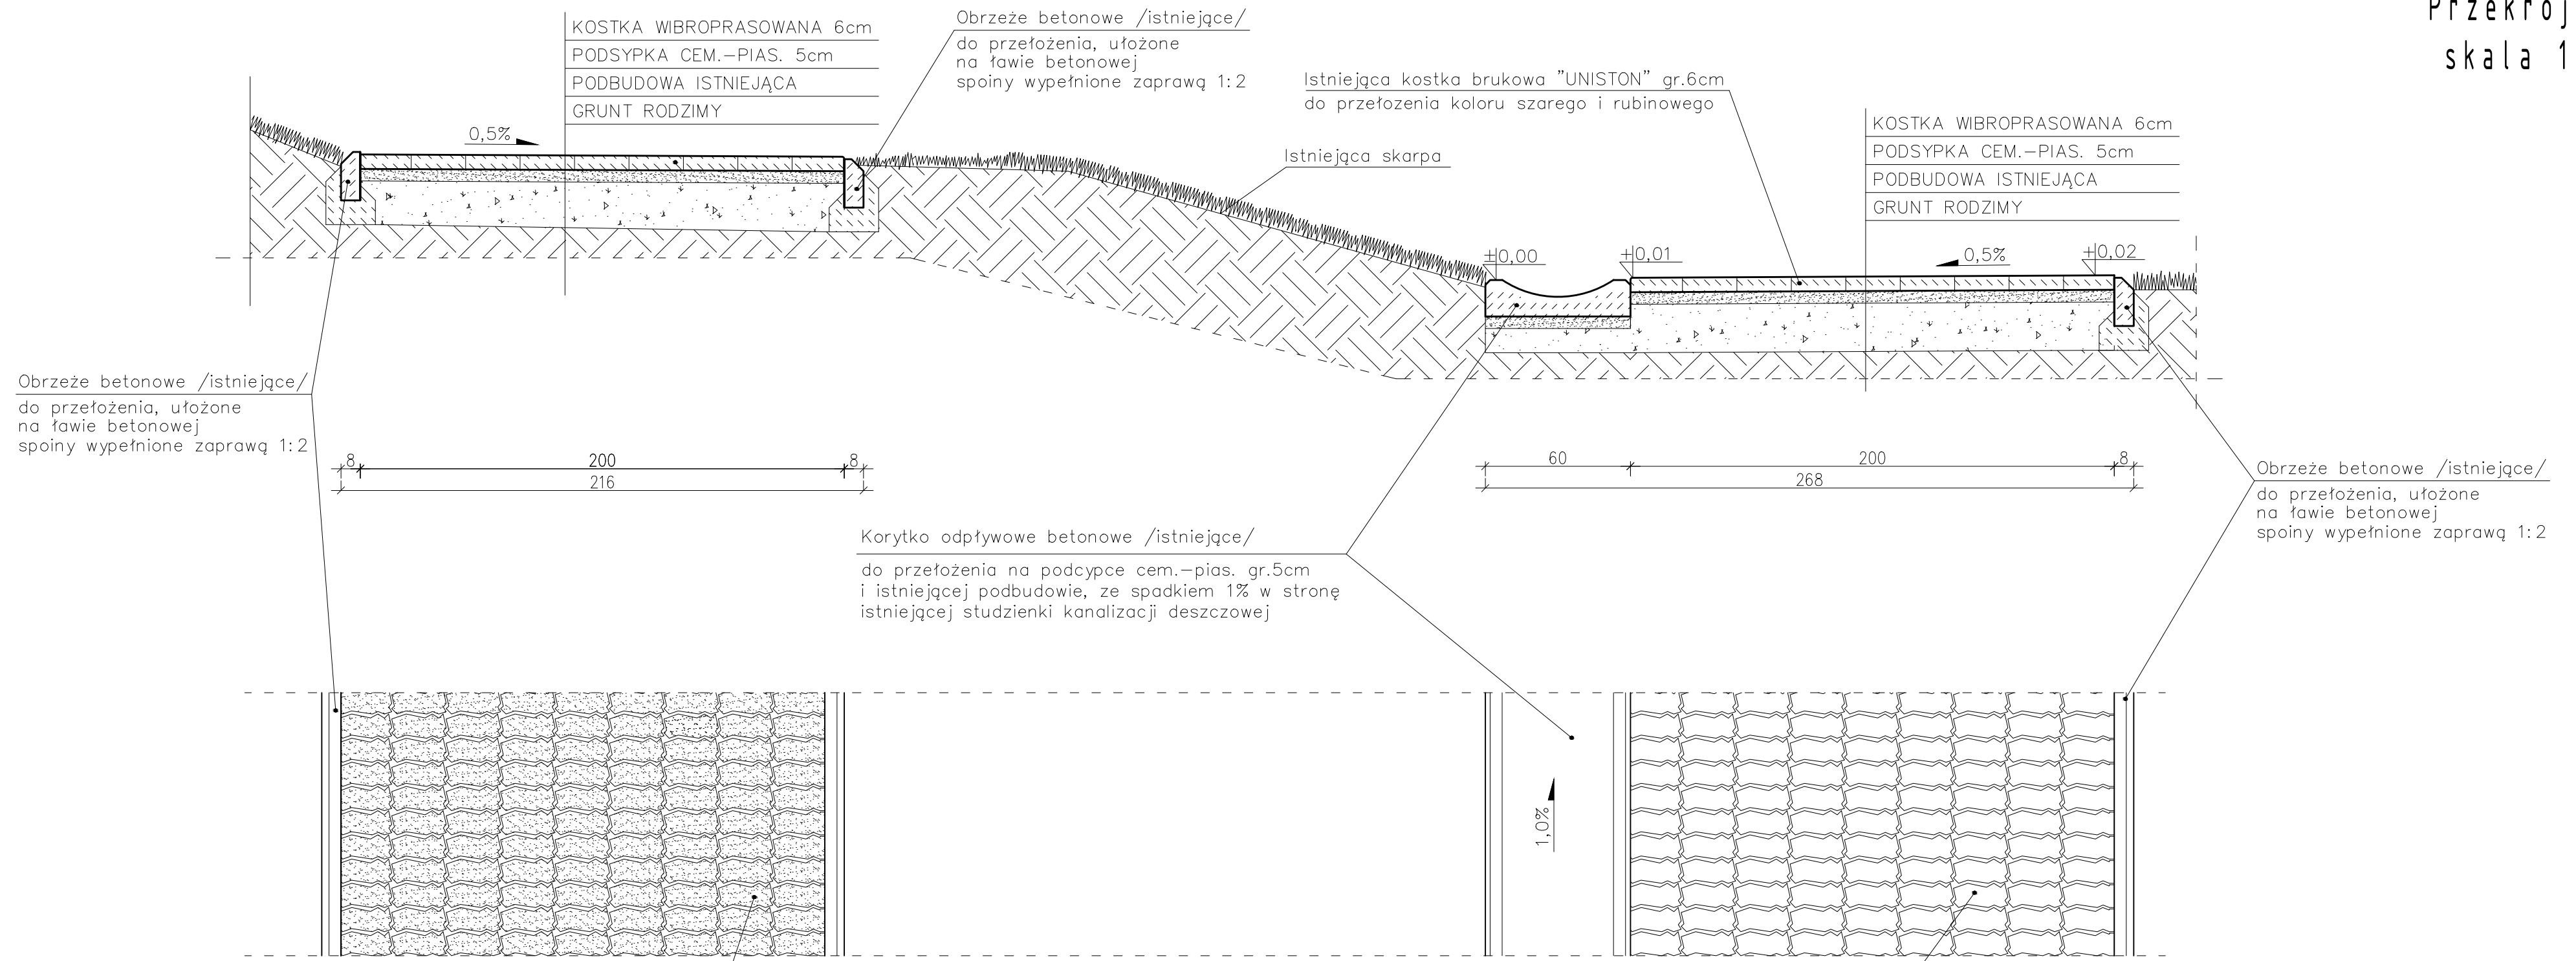 Przekrój
skala 1
KOSTKA WIBROPRASOWANA 6cm
PODSYPKA CEM.-PIAS. 5cm
PODBUDOWA ISTNIEJĄCA
GRUNT RODZIMY
Obrzeże betonowe /istniejące/
do przełożenia, ułożone
na ławie betonowej
spoiny wypełnione zaprawą 1:2
Istniejąca kostka brukowa "UNISTON" gr.6cm
do przełozenia koloru szarego i rubinowego
KOSTKA WIBROPRASOWANA 6cm
PODSYPKA CEM.-PIAS. 5cm
PODBUDOWA ISTNIEJĄCA
GRUNT RODZIMY
0,5%
Istniejąca skarpa
±0,00
±0,01
0,5%
±0,02
Obrzeże betonowe /istniejące/
do przełożenia, ułożone
na ławie betonowej
spoiny wypełnione zaprawą 1:2
8
200
8
216
60
200
8
268
Obrzeże betonowe /istniejące/
do przełożenia, ułożone
na ławie betonowej
spoiny wypełnione zaprawą 1:2
Korytko odpływowe betonowe /istniejące/
do przełożenia na podcypce cem.-pias. gr.5cm
i istniejącej podbudowie, ze spadkiem 1% w stronę
istniejącej studzienki kanalizacji deszczowej
1,0%